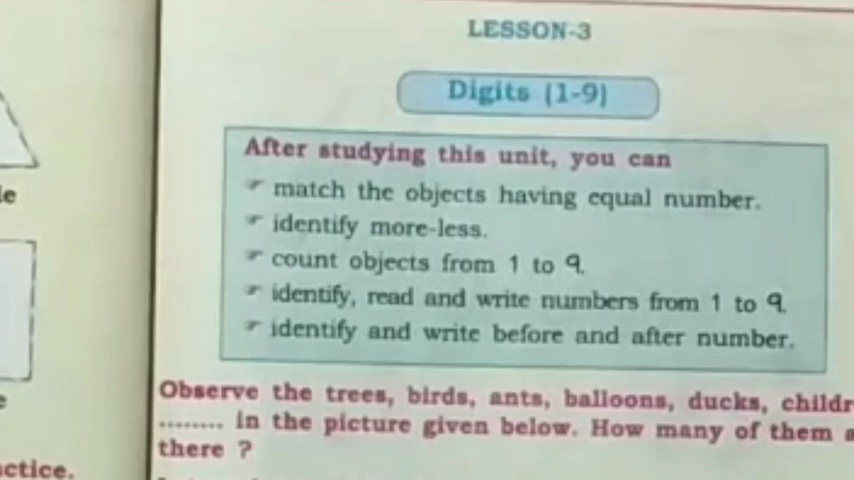 LESSON-3
Digits (1-9)
After studying this unit, you can
☞ match the objects having equal number.
☞ identify more-less.
☞ count objects from 1 to 9.
☞ identify, read and write numbers from 1 to 9.
☞ identify and write before and after number.
Observe the trees, birds, ants, balloons, ducks,
........ in the picture given below. How many of them
there ?